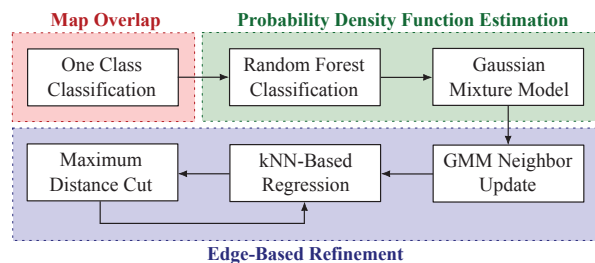 Map Overlap
Probability Density Function Estimation
One Class
Classification
Random Forest
Classification
Gaussian
Mixture Model
Maximum
Distance Cut
kNN-Based
Regression
GMM Neighbor
Update
Edge-Based Refinement